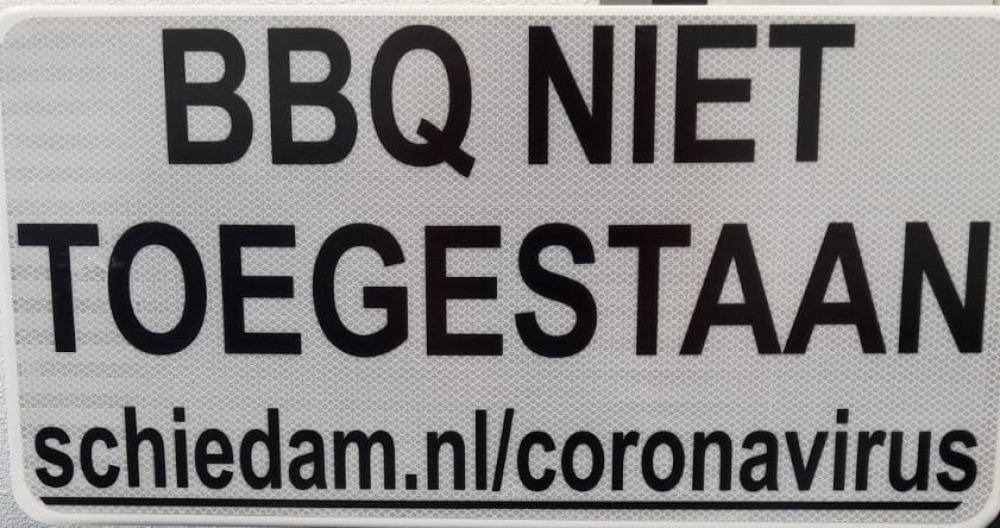 BBQ NIET
TOEGESTAAN
schiedam.nl/coronavirus